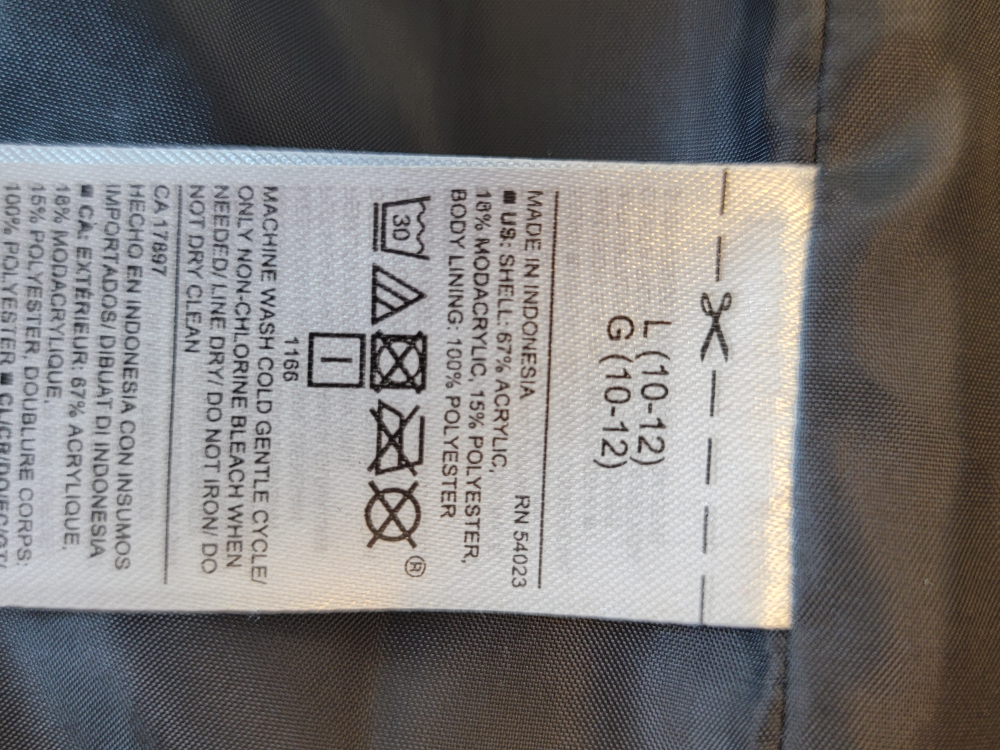 L (10-12)
G (10-12)
MADE IN INDONESIA
RN 54023
■ US: SHELL: 67% ACRYLIC,
18% MODACRYLIC, 15% POLYESTER,
BODY LINING: 100% POLYESTER
30
®
I
1166
MACHINE WASH COLD GENTLE CYCLE/
ONLY NON-CHLORINE BLEACH WHEN
NEEDED/ LINE DRY/ DO NOT IRON/ DO
NOT DRY CLEAN
CA 17897
HECHO EN INDONESIA CON INSUMOS
IMPORTADOS/ DIBUAT DI INDONESIA
■ CA: EXTÉRIEUR: 67% ACRYLIQUE,
18% MODACRYLIQUE,
15% POLYESTER, DOUBLURE CORPS:
100% POLYESTER ■